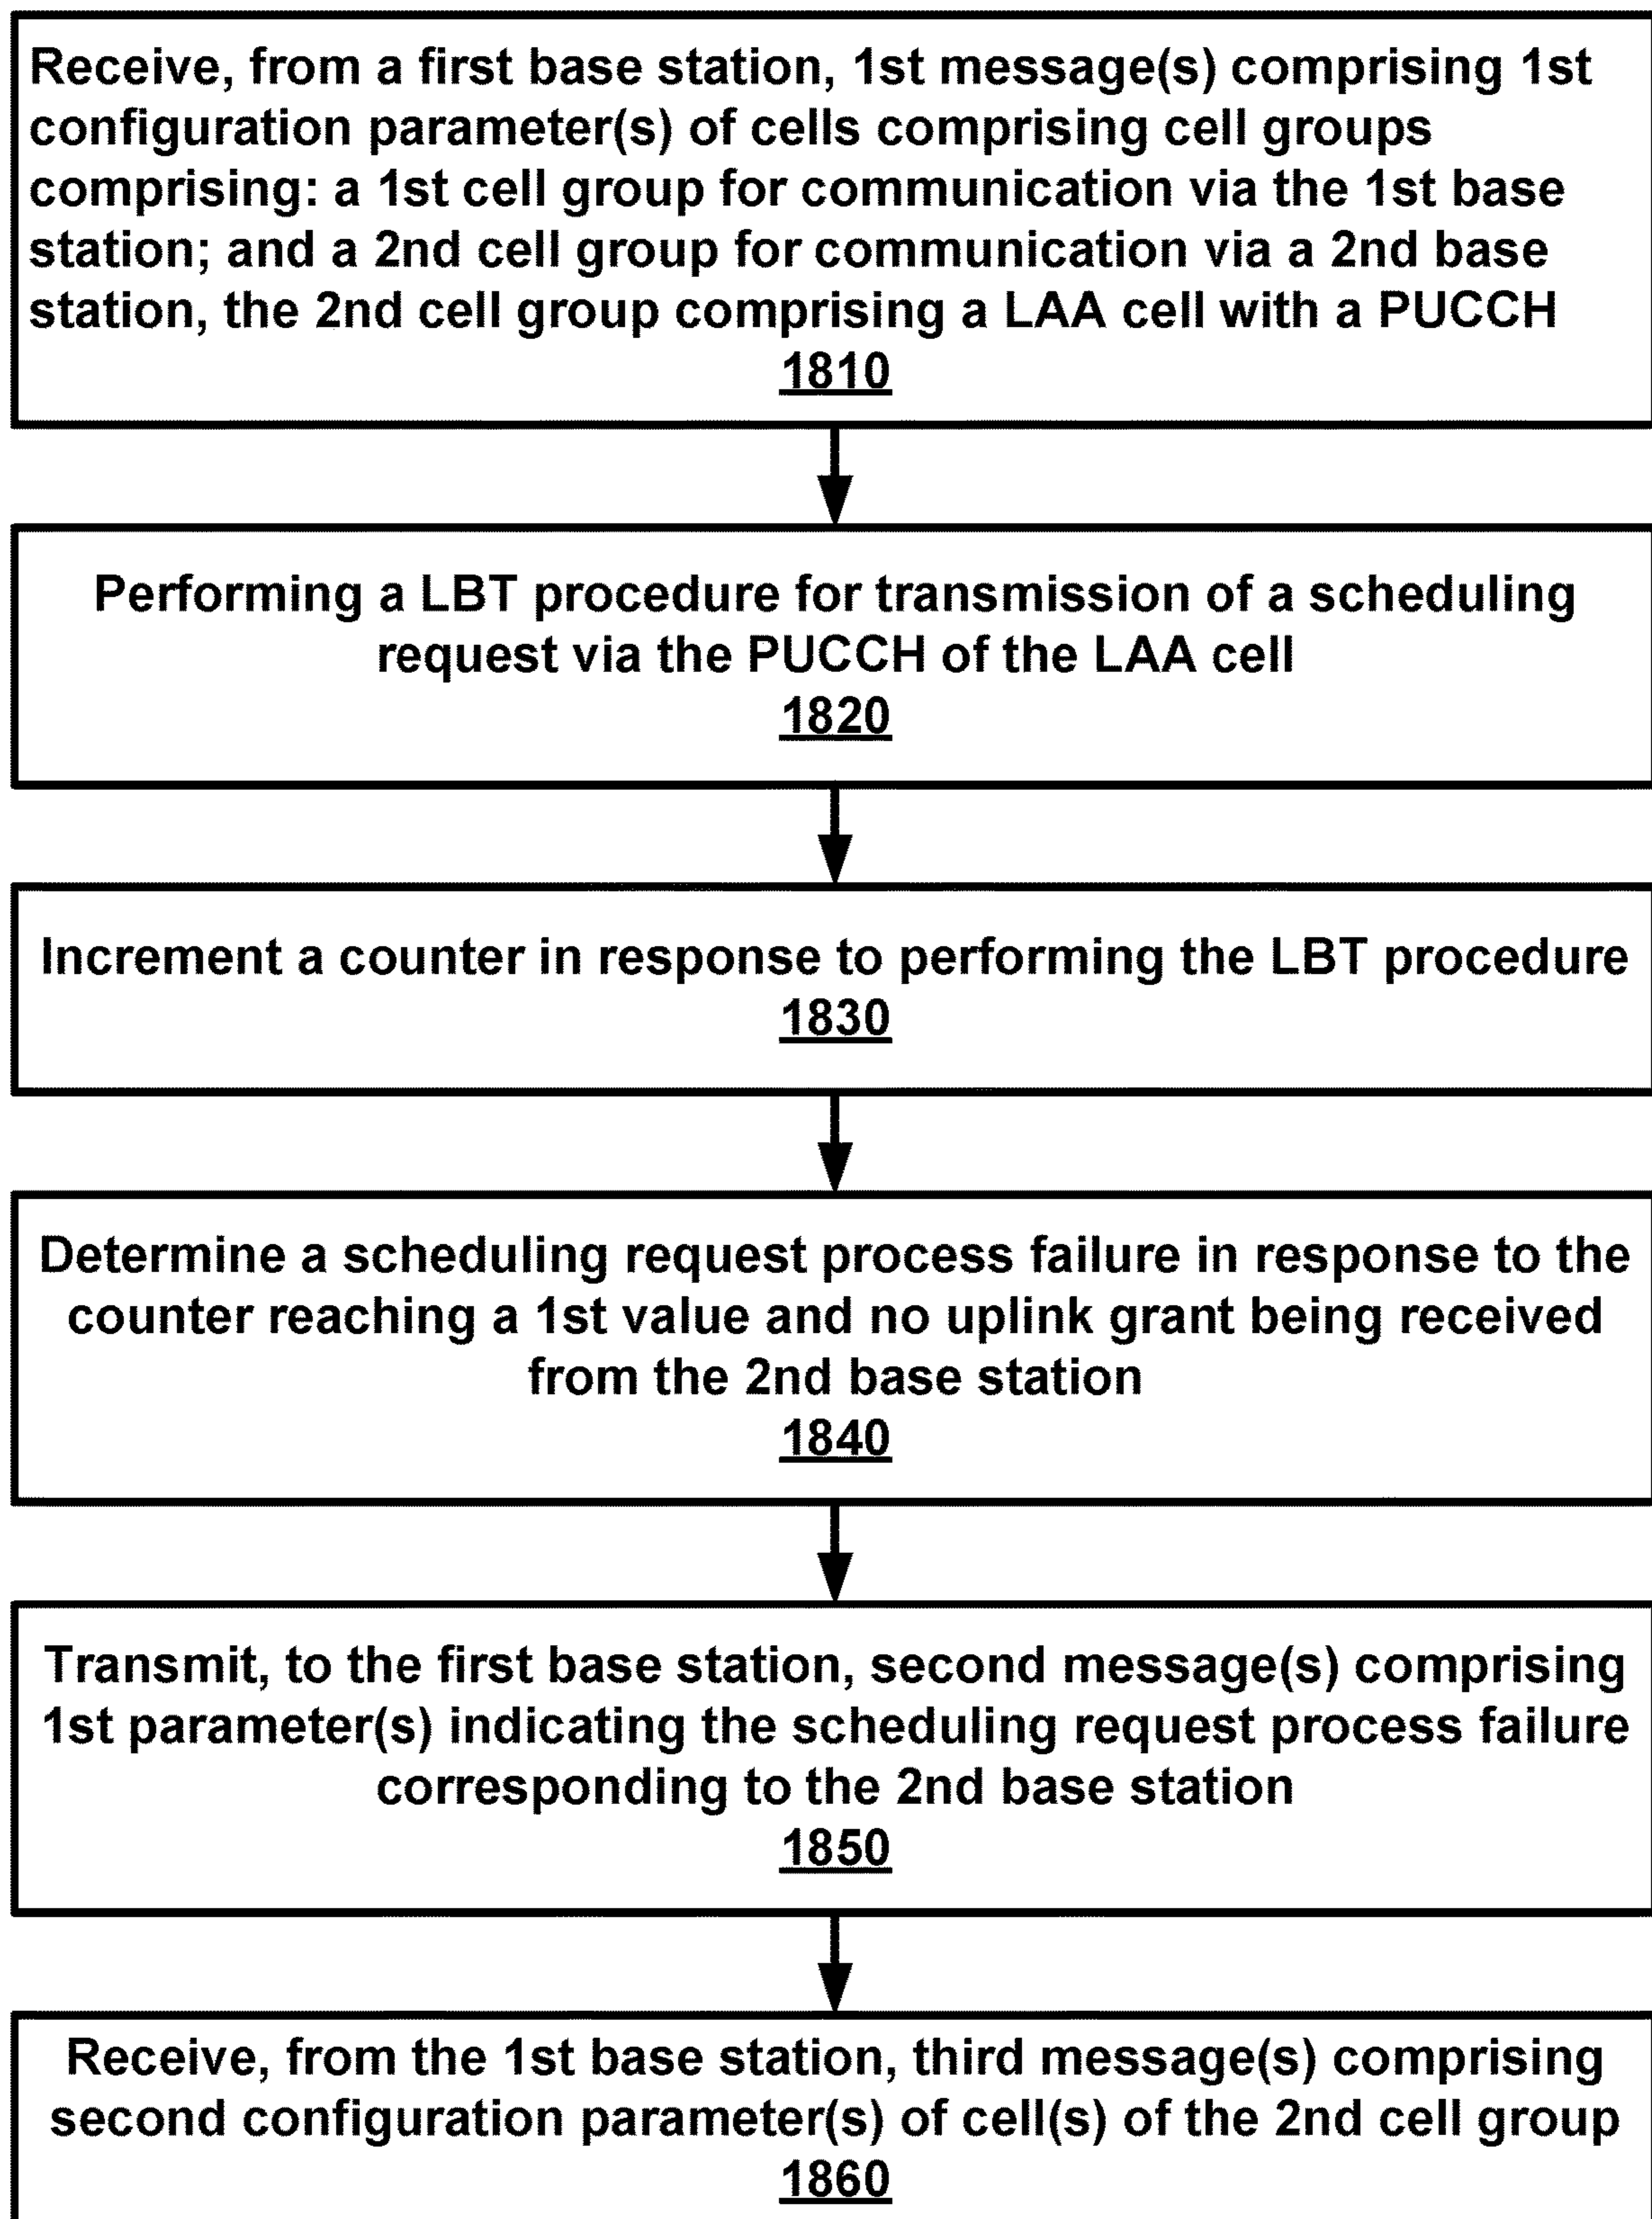 Receive, from a first base station, 1st message(s) comprising 1st
configuration parameter(s) of cells comprising cell groups
comprising: a 1st cell group for communication via the 1st base
station; and a 2nd cell group for communication via a 2nd base
station, the 2nd cell group comprising a LAA cell with a PUCCH
1810
Performing a LBT procedure for transmission of a scheduling
request via the PUCCH of the LAA cell
1820
Increment a counter in response to performing the LBT procedure
1830
Determine a scheduling request process failure in response to the
counter reaching a 1st value and no uplink grant being received
from the 2nd base station
1840
Transmit, to the first base station, second message(s) comprising
1st parameter(s) indicating the scheduling request process failure
corresponding to the 2nd base station
1850
Receive, from the 1st base station, third message(s) comprising
second configuration parameter(s) of cell(s) of the 2nd cell group
1860